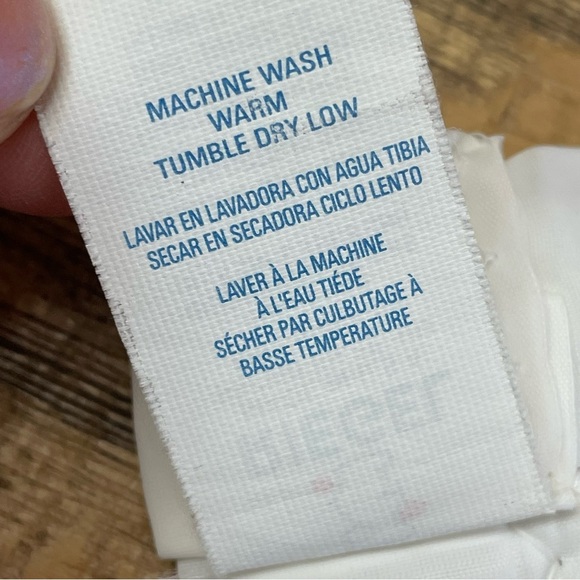 MACHINE WASH
WARM
TUMBLE DRY LOW
LAVAR EN LAVADORA CON AGUA TIBIA
SECAR EN SECADORA CICLO LENTO
LAVER À LA MACHINE
À L'EAU TIÉDE
SÉCHER PAR CULBUTAGE À
BASSE TEMPERATURE